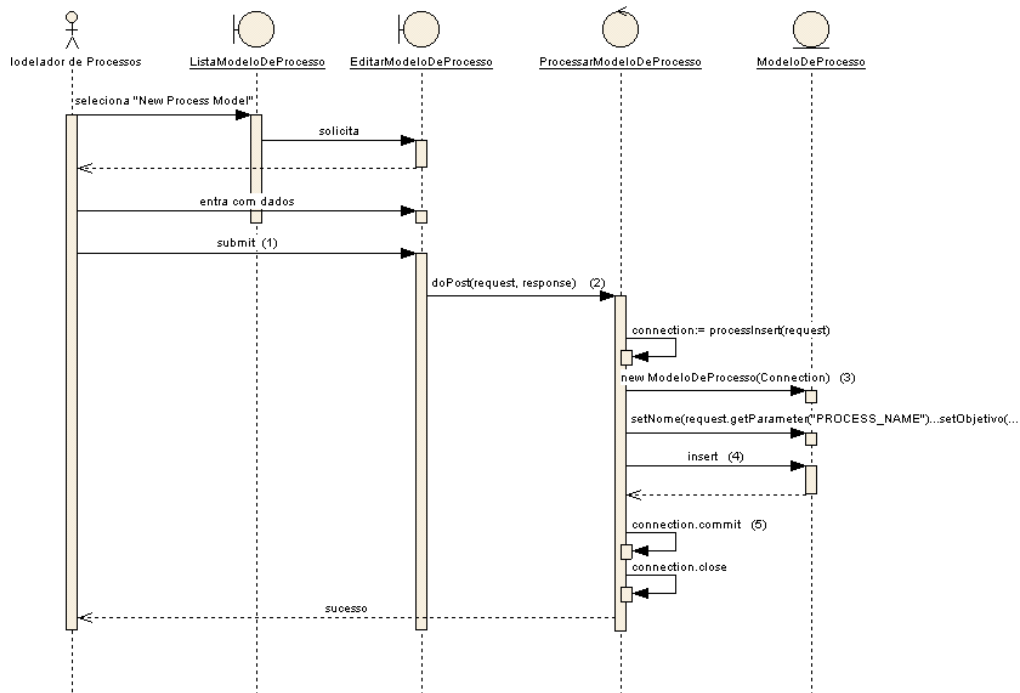 lodelador de Processos
ListaModeloDeProcesso
EditarModeloDeProcesso
ProcessarModeloDeProcesso
ModeloDeProcesso
seleciona "New Process Model"
solicita
entra com dados
submit (1)
doPost(request, response) (2)
connection:= processInsert(request)
new ModeloDeProcesso(Connection) (3)
setNome(request.getParameter("PROCESS_NAME")...setObjetivo(...
insert (4)
connection.commit (5)
connection.close
sucesso